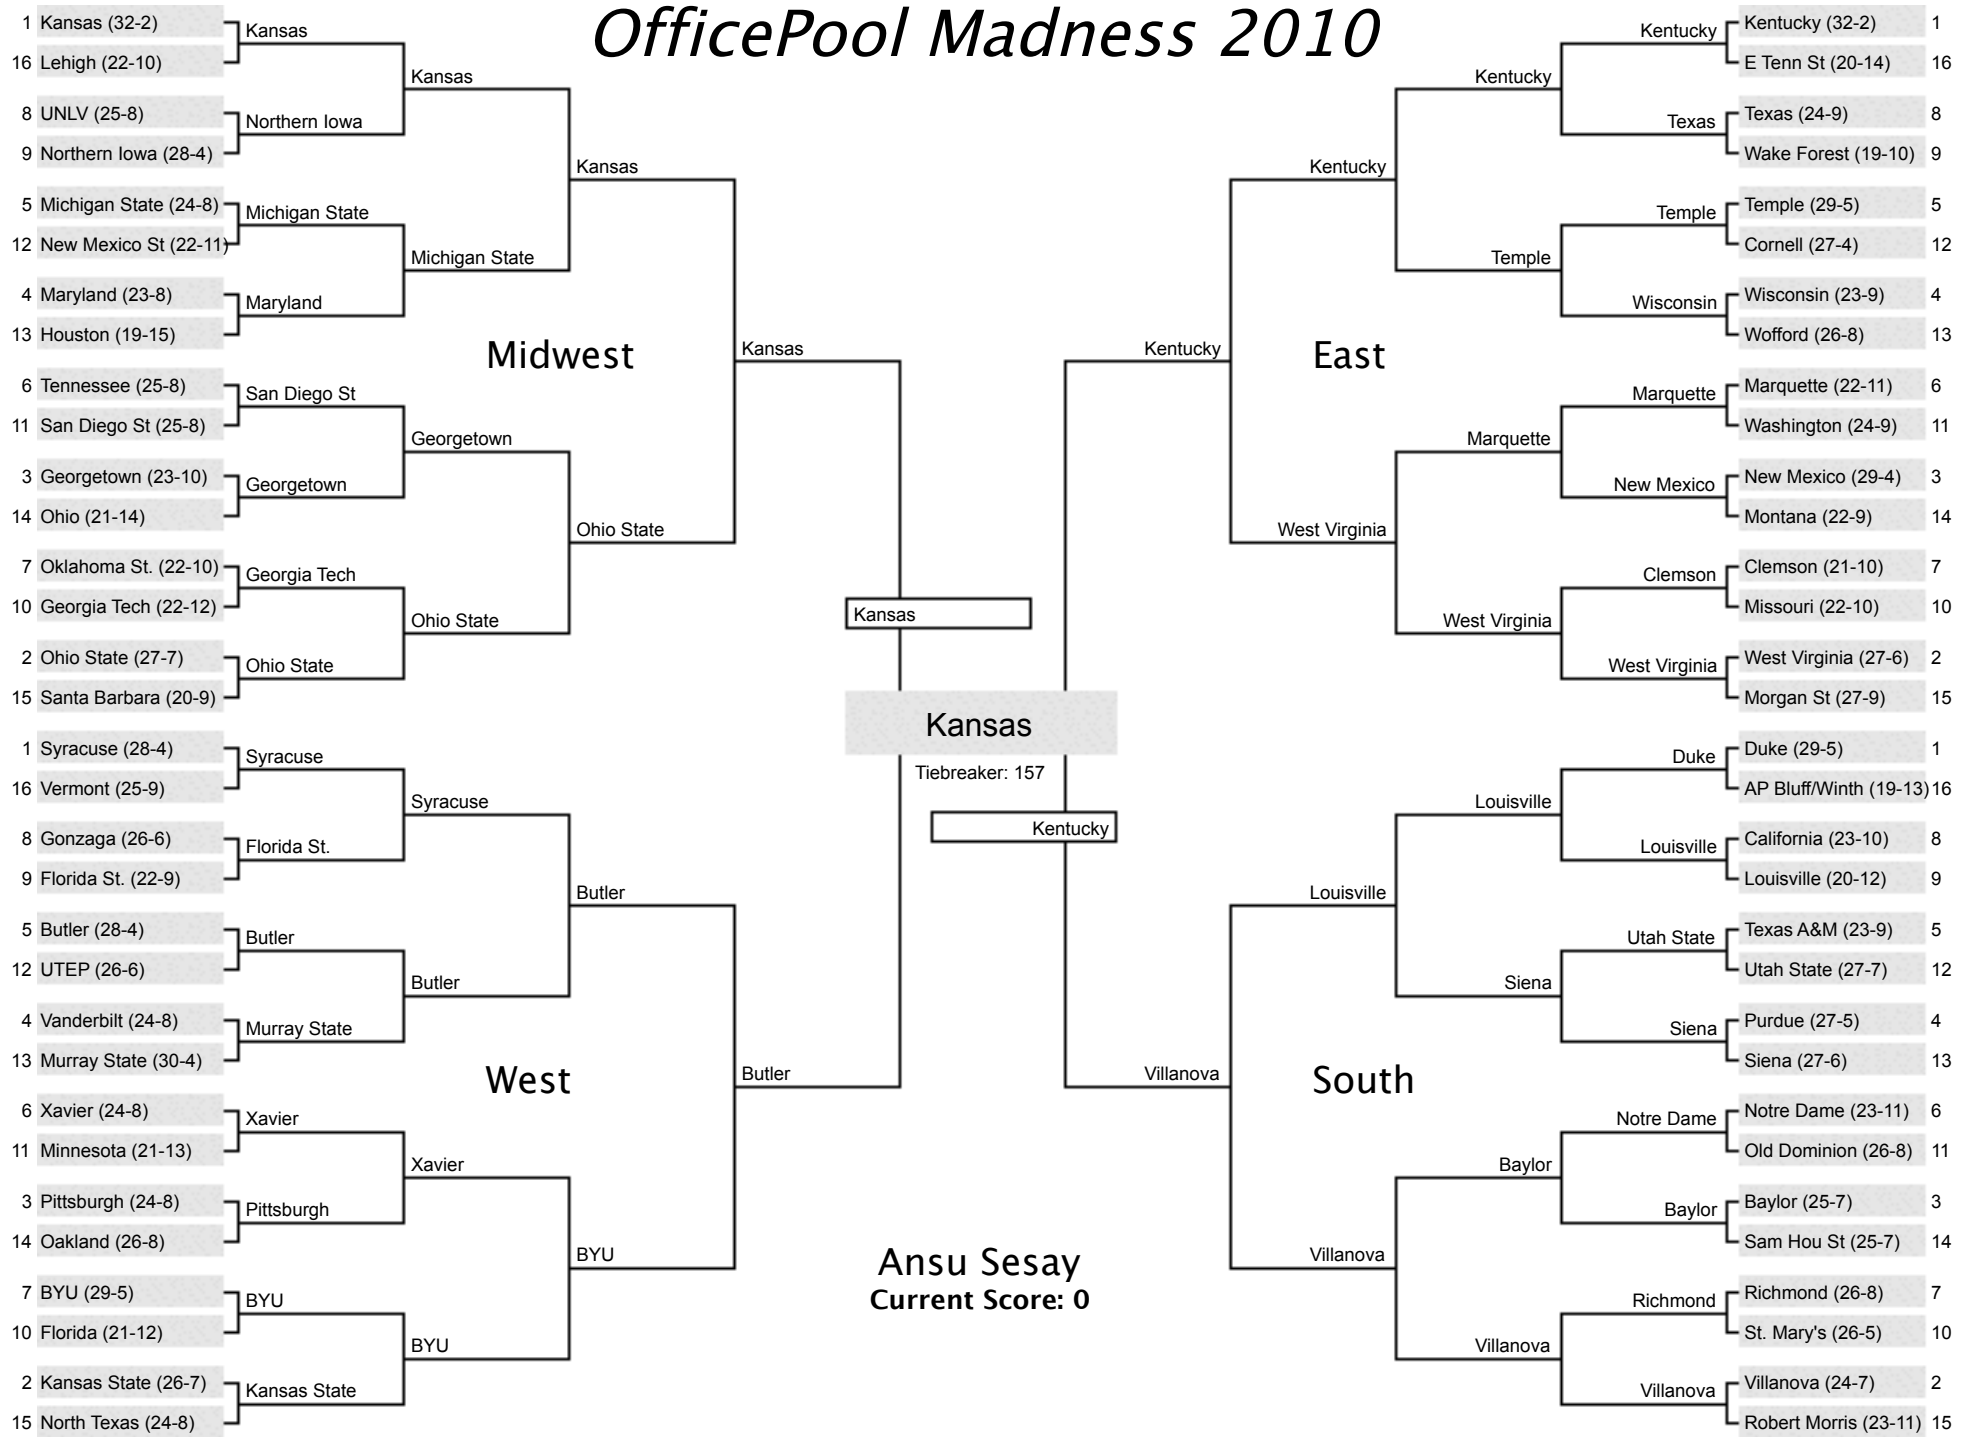 OfficePool Madness 2010
1 Kansas (32-2)
16 Lehigh (22-10)
8 UNLV (25-8)
9 Northern Iowa (28-4)
5 Michigan State (24-8)
12 New Mexico St (22-11)
4 Maryland (23-8)
13 Houston (19-15)
6 Tennessee (25-8)
11 San Diego St (25-8)
3 Georgetown (23-10)
14 Ohio (21-14)
7 Oklahoma St. (22-10)
10 Georgia Tech (22-12)
2 Ohio State (27-7)
15 Santa Barbara (20-9)
Kansas
Northern Iowa
Michigan State
Maryland
San Diego St
Georgetown
Georgia Tech
Ohio State
Kansas
Michigan State
Georgetown
Ohio State
Kansas
Ohio State
Kansas
Midwest
1 Syracuse (28-4)
16 Vermont (25-9)
8 Gonzaga (26-6)
9 Florida St. (22-9)
5 Butler (28-4)
12 UTEP (26-6)
4 Vanderbilt (24-8)
13 Murray State (30-4)
6 Xavier (24-8)
11 Minnesota (21-13)
3 Pittsburgh (24-8)
14 Oakland (26-8)
7 BYU (29-5)
10 Florida (21-12)
2 Kansas State (26-7)
15 North Texas (24-8)
Syracuse
Florida St.
Butler
Murray State
Xavier
Pittsburgh
BYU
Kansas State
Syracuse
Butler
Xavier
BYU
Butler
BYU
Butler
West
Kansas
Kansas
Tiebreaker: 157
Kentucky
Ansu Sesay
Current Score: 0
Kentucky (32-2) 1
E Tenn St (20-14) 16
Texas (24-9) 8
Wake Forest (19-10) 9
Temple (29-5) 5
Cornell (27-4) 12
Wisconsin (23-9) 4
Wofford (26-8) 13
Marquette (22-11) 6
Washington (24-9) 11
New Mexico (29-4) 3
Montana (22-9) 14
Clemson (21-10) 7
Missouri (22-10) 10
West Virginia (27-6) 2
Morgan St (27-9) 15
Kentucky
Texas
Temple
Wisconsin
Marquette
New Mexico
Clemson
West Virginia
Kentucky
Temple
Marquette
West Virginia
Kentucky
West Virginia
Kentucky
East
Duke (29-5) 1
AP Bluff/Winth (19-13) 16
California (23-10) 8
Louisville (20-12) 9
Texas A&M (23-9) 5
Utah State (27-7) 12
Purdue (27-5) 4
Siena (27-6) 13
Notre Dame (23-11) 6
Old Dominion (26-8) 11
Baylor (25-7) 3
Sam Hou St (25-7) 14
Richmond (26-8) 7
St. Mary's (26-5) 10
Villanova (24-7) 2
Robert Morris (23-11) 15
Duke
Louisville
Utah State
Siena
Notre Dame
Baylor
Richmond
Villanova
Louisville
Siena
Baylor
Villanova
Louisville
Villanova
Villanova
South